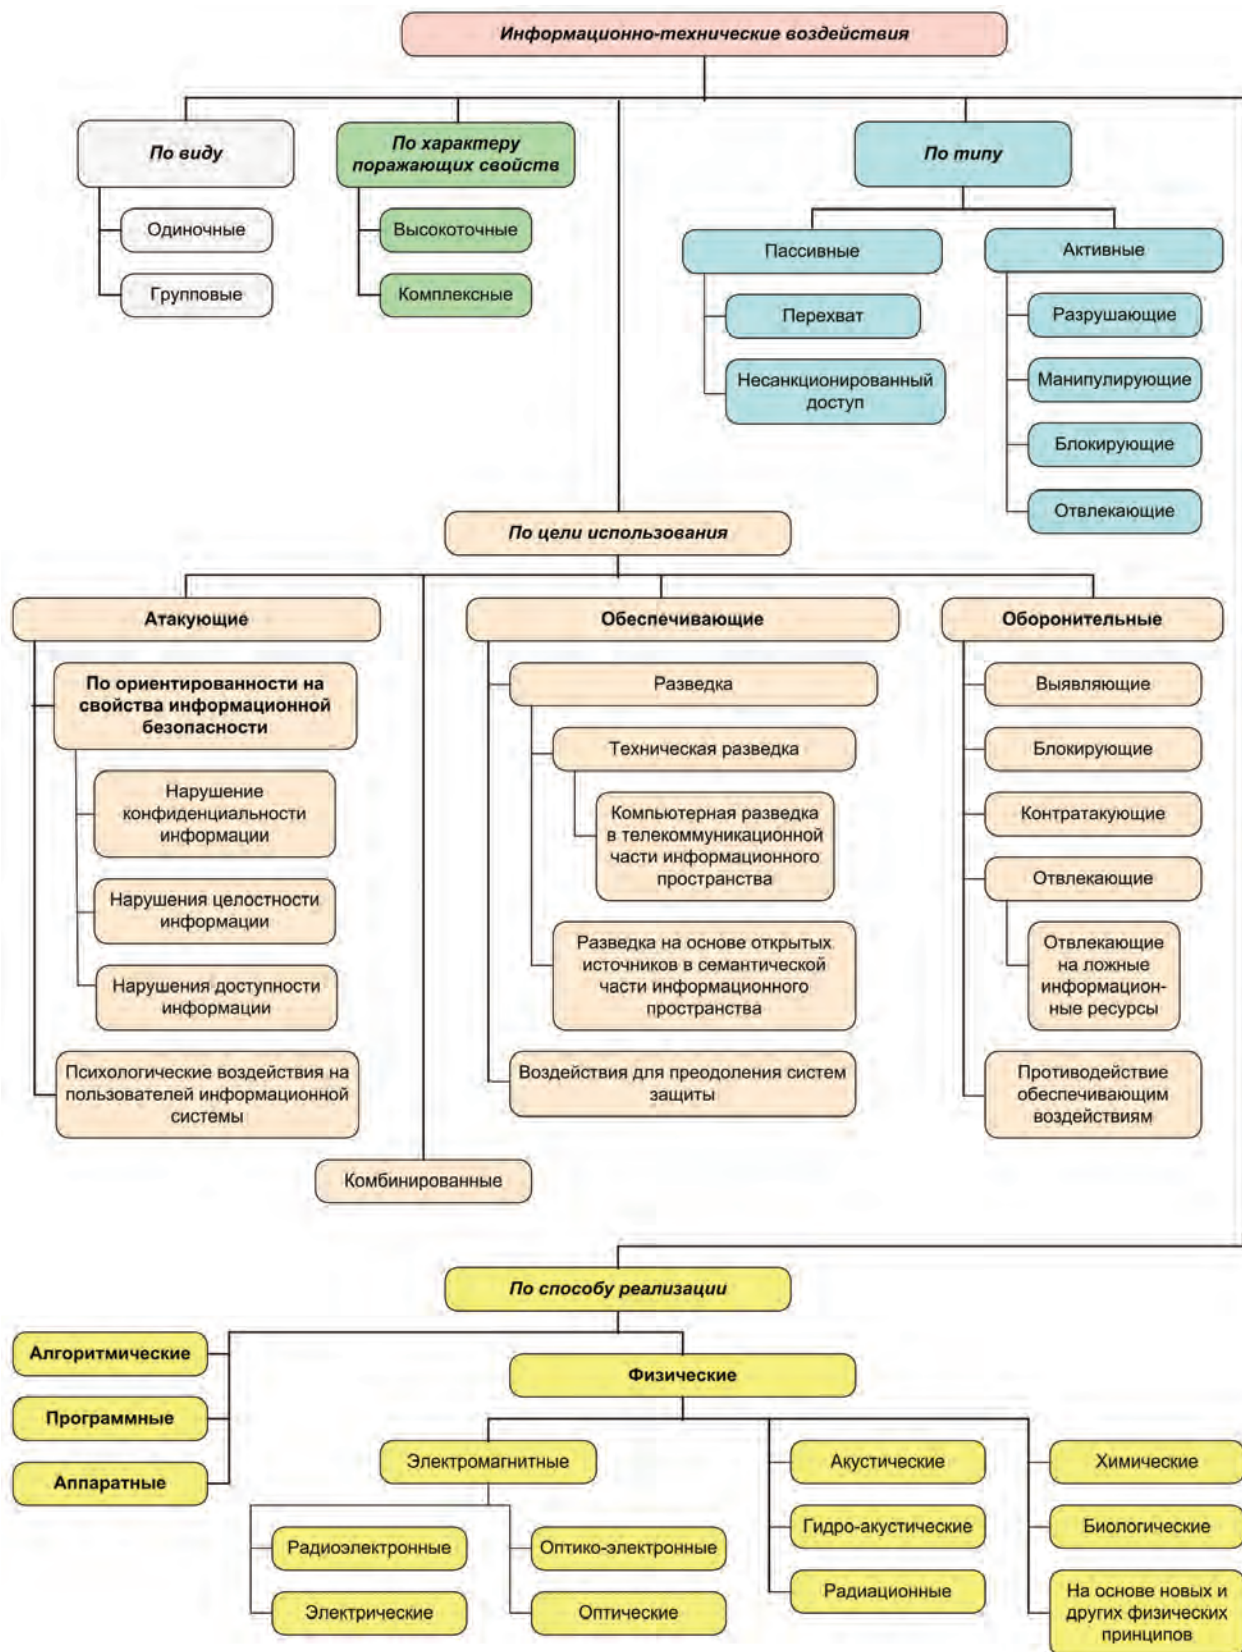 Информационно-технические воздействия
По виду
Одиночные
Групповые
По характеру
поражающих свойств
Высокоточные
Комплексные
По типу
Пассивные
Перехват
Несанкционированный
доступ
Активные
Разрушающие
Манипулирующие
Блокирующие
Отвлекающие
По цели использования
Атакующие
По ориентированности на
свойства информационной
безопасности
Нарушение
конфиденциальности
информации
Нарушения целостности
информации
Нарушения доступности
информации
Психологические воздействия на
пользователей информационной
системы
Комбинированные
Обеспечивающие
Разведка
Техническая разведка
Компьютерная разведка
в телекоммуникационной
части информационного
пространства
Разведка на основе открытых
источников в семантической
части информационного
пространства
Воздействия для преодоления систем
защиты
Оборонительные
Выявляющие
Блокирующие
Контратакующие
Отвлекающие
Отвлекающие
на ложные
информацион-
ные ресурсы
Противодействие
обеспечивающим
воздействиям
По способу реализации
Алгоритмические
Программные
Аппаратные
Физические
Электромагнитные
Радиоэлектронные
Электрические
Оптико-электронные
Оптические
Акустические
Гидро-акустические
Радиационные
Химические
Биологические
На основе новых и
других физических
принципов